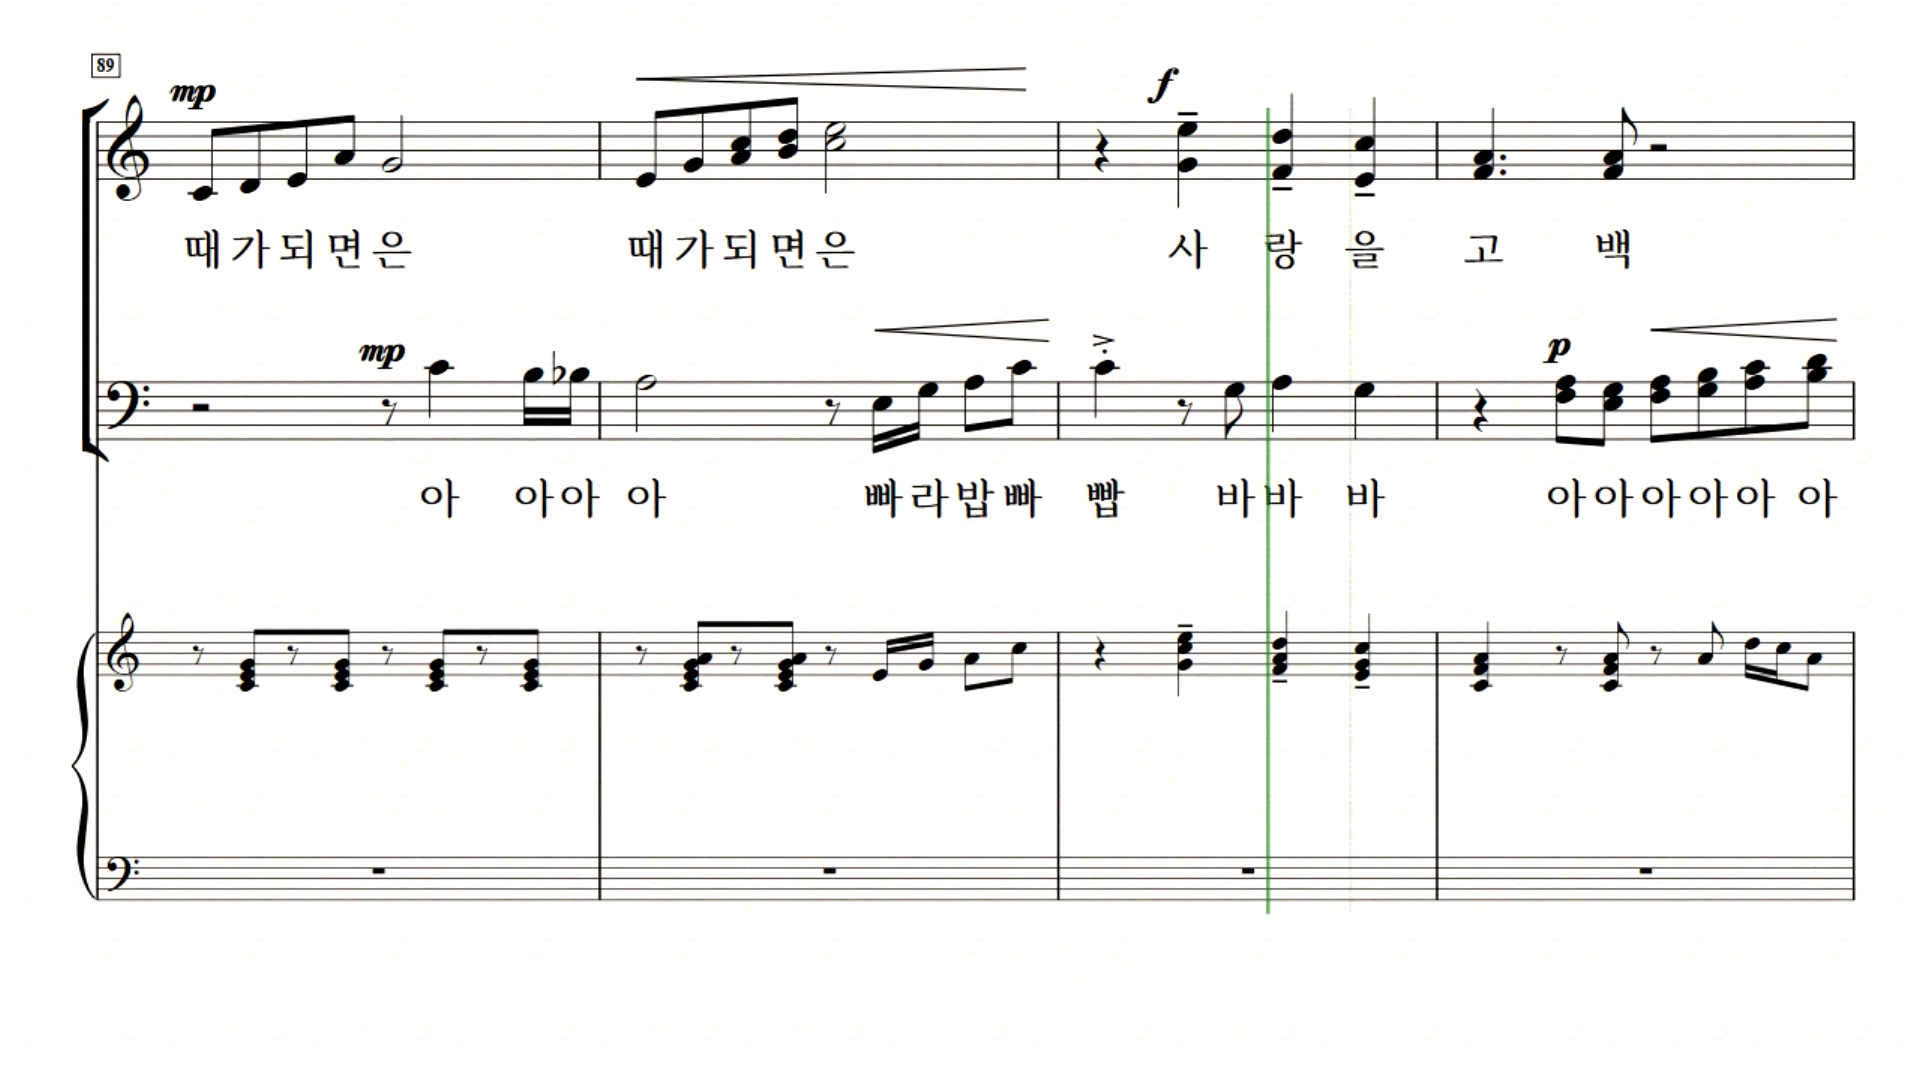 89
mp
f
때가되면은 때가되면은 사랑을 고백
mp
p
아 아아 아 빠라밥빠 빱 바바 바 아아아아아 아